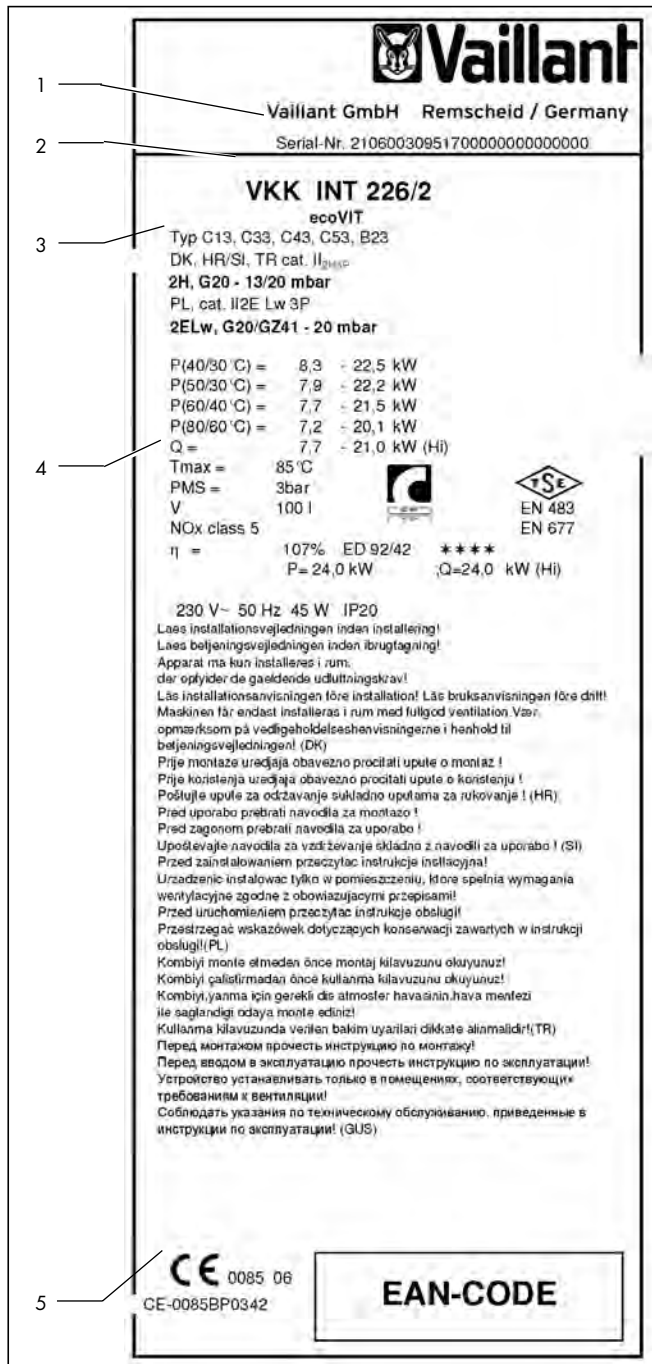 Vaillant
1
Vaillant GmbH Remscheid / Germany
2
Serial-Nr. 21060030951700000000000000
VKK INT 226/2
ecoVIT
3
Typ C13, C33, C43, C53, B23
DK, HR/SI, TR cat. II
2H, G20 - 13/20 mbar
PL, cat. II2E Lw 3P
2ELw, G20/GZ41 - 20 mbar
P(40/30°C) = 8,3 - 22,5 kW
P(50/30°C) = 7,9 - 22,2 kW
P(60/40°C) = 7,7 - 21,5 kW
P(80/60°C) = 7,2 - 20,1 kW
4
Q = 7,7 - 21,0 kW (Hi)
Tmax = 85°C
PMS = 3bar
TSE
V 100 l
EN 483
NOx class 5
EN 677
η = 107% ED 92/42 ✶✶✶✶
P= 24,0 kW ;Q=24,0 kW (Hi)
230 V~ 50 Hz 45 W IP20
Laes installationsvejledningen inden installering!
Laes betjeningsvejledningen inden ibrugtagning!
Apparat ma kun installeres i rum,
der opfyider de gaeldende udluftningskrav!
Läs installationsanvisningen före installation! Läs bruksanvisningen före drift!
Maskinen får endast installeras i rum med fullgod ventilation Vær
opmærksom på vedligeholdelseshenvisningerne i henhold til
betjeningsvejledningen! (DK)
Prije montaze uredjaja obavezno procitati upute o montaz !
Prije koristenja uredjaja obavezno procitati upute o koristenju !
Poštujte upute za održavanje sukladno uputama za rukovanje ! (HR)
Pred uporabo prebrati navodila za montazo !
Pred zagonom prebrati navodila za uporabo !
Upoštevajte navodila za vzdrževanje skladno z navodili za uporabo ! (SI)
Przed zainstalowaniem przeczytac instrukcje instlacyjna!
Urzadzenic instalowac tylko w pomieszczeniu, ktore spelnia wymagania
wentylacyjne zgodne z obowiazujacymi przepisami!
Przed uruchomieniem przeczytac instrukcje obslugi!
Przestrzegać wskazówek dotyczących konserwacji zawartych w instrukcji
obslugi!(PL)
Kombiyi monte etmeden önce montaj kilavuzunu okuyunuz!
Kombiyi çalistirmadan önce kullanma kilavuzunu okuyunuz!
Kombiyi,yanma için gerekli dis atmosfer havasinin,hava menfezi
ile saglandigi odaya monte ediniz!
Kullanma kilavuzunda verilen bakim uyarilari dikkate alinmalidir!(TR)
Перед монтажом прочесть инструкцию по монтажу!
Перед вводом в эксплуатацию прочесть инструкцию по эксплуатации!
Устройство устанавливать только в помещениях, соответствующих
требованиям к вентиляции!
Соблюдать указания по техническому обслуживанию, приведенные в
инструкции по эксплуатации! (GUS)
CE 0085 06
5
CE-0085BP0342
EAN-CODE